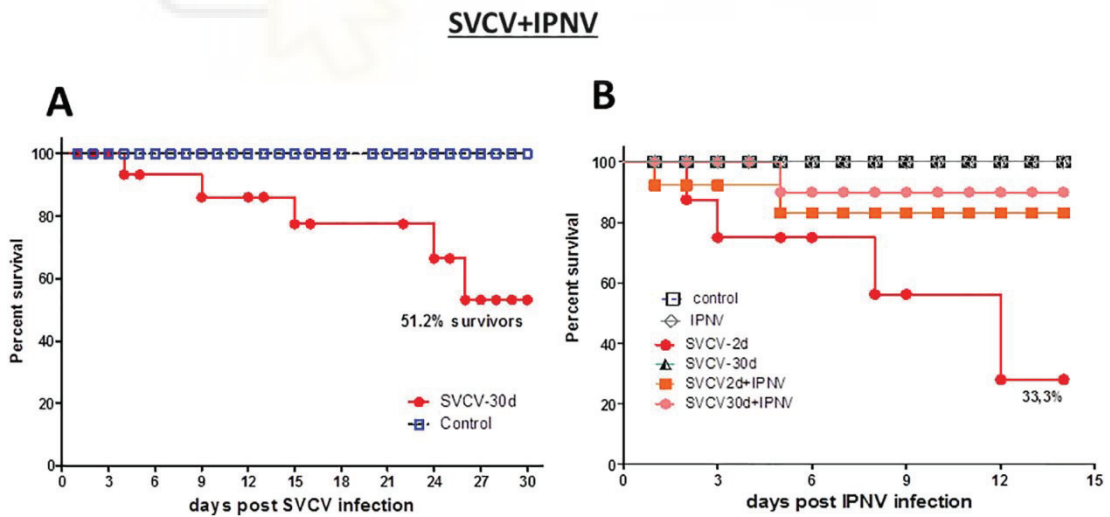 SVCV+IPNV
A
Percent survival
100
80
60
40
20
0
51.2% survivors
SVCV-30d
Control
0 3 6 9 12 15 18 21 24 27 30
days post SVCV infection
B
Percent survival
100
80
60
40
20
0
control
IPNV
SVCV-2d
SVCV-30d
SVCV2d+IPNV
SVCV30d+IPNV
33,3%
0 3 6 9 12 15
days post IPNV infection